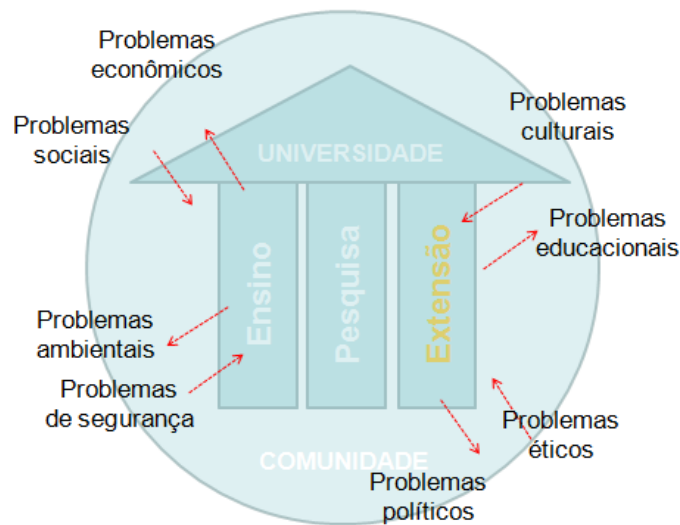 Problemas
econômicos
Problemas
culturais
Problemas
sociais
UNIVERSIDADE
Problemas
educacionais
Ensino
Pesquisa
Extensão
Problemas
ambientais
Problemas
de segurança
Problemas
éticos
COMUNIDADE
Problemas
políticos